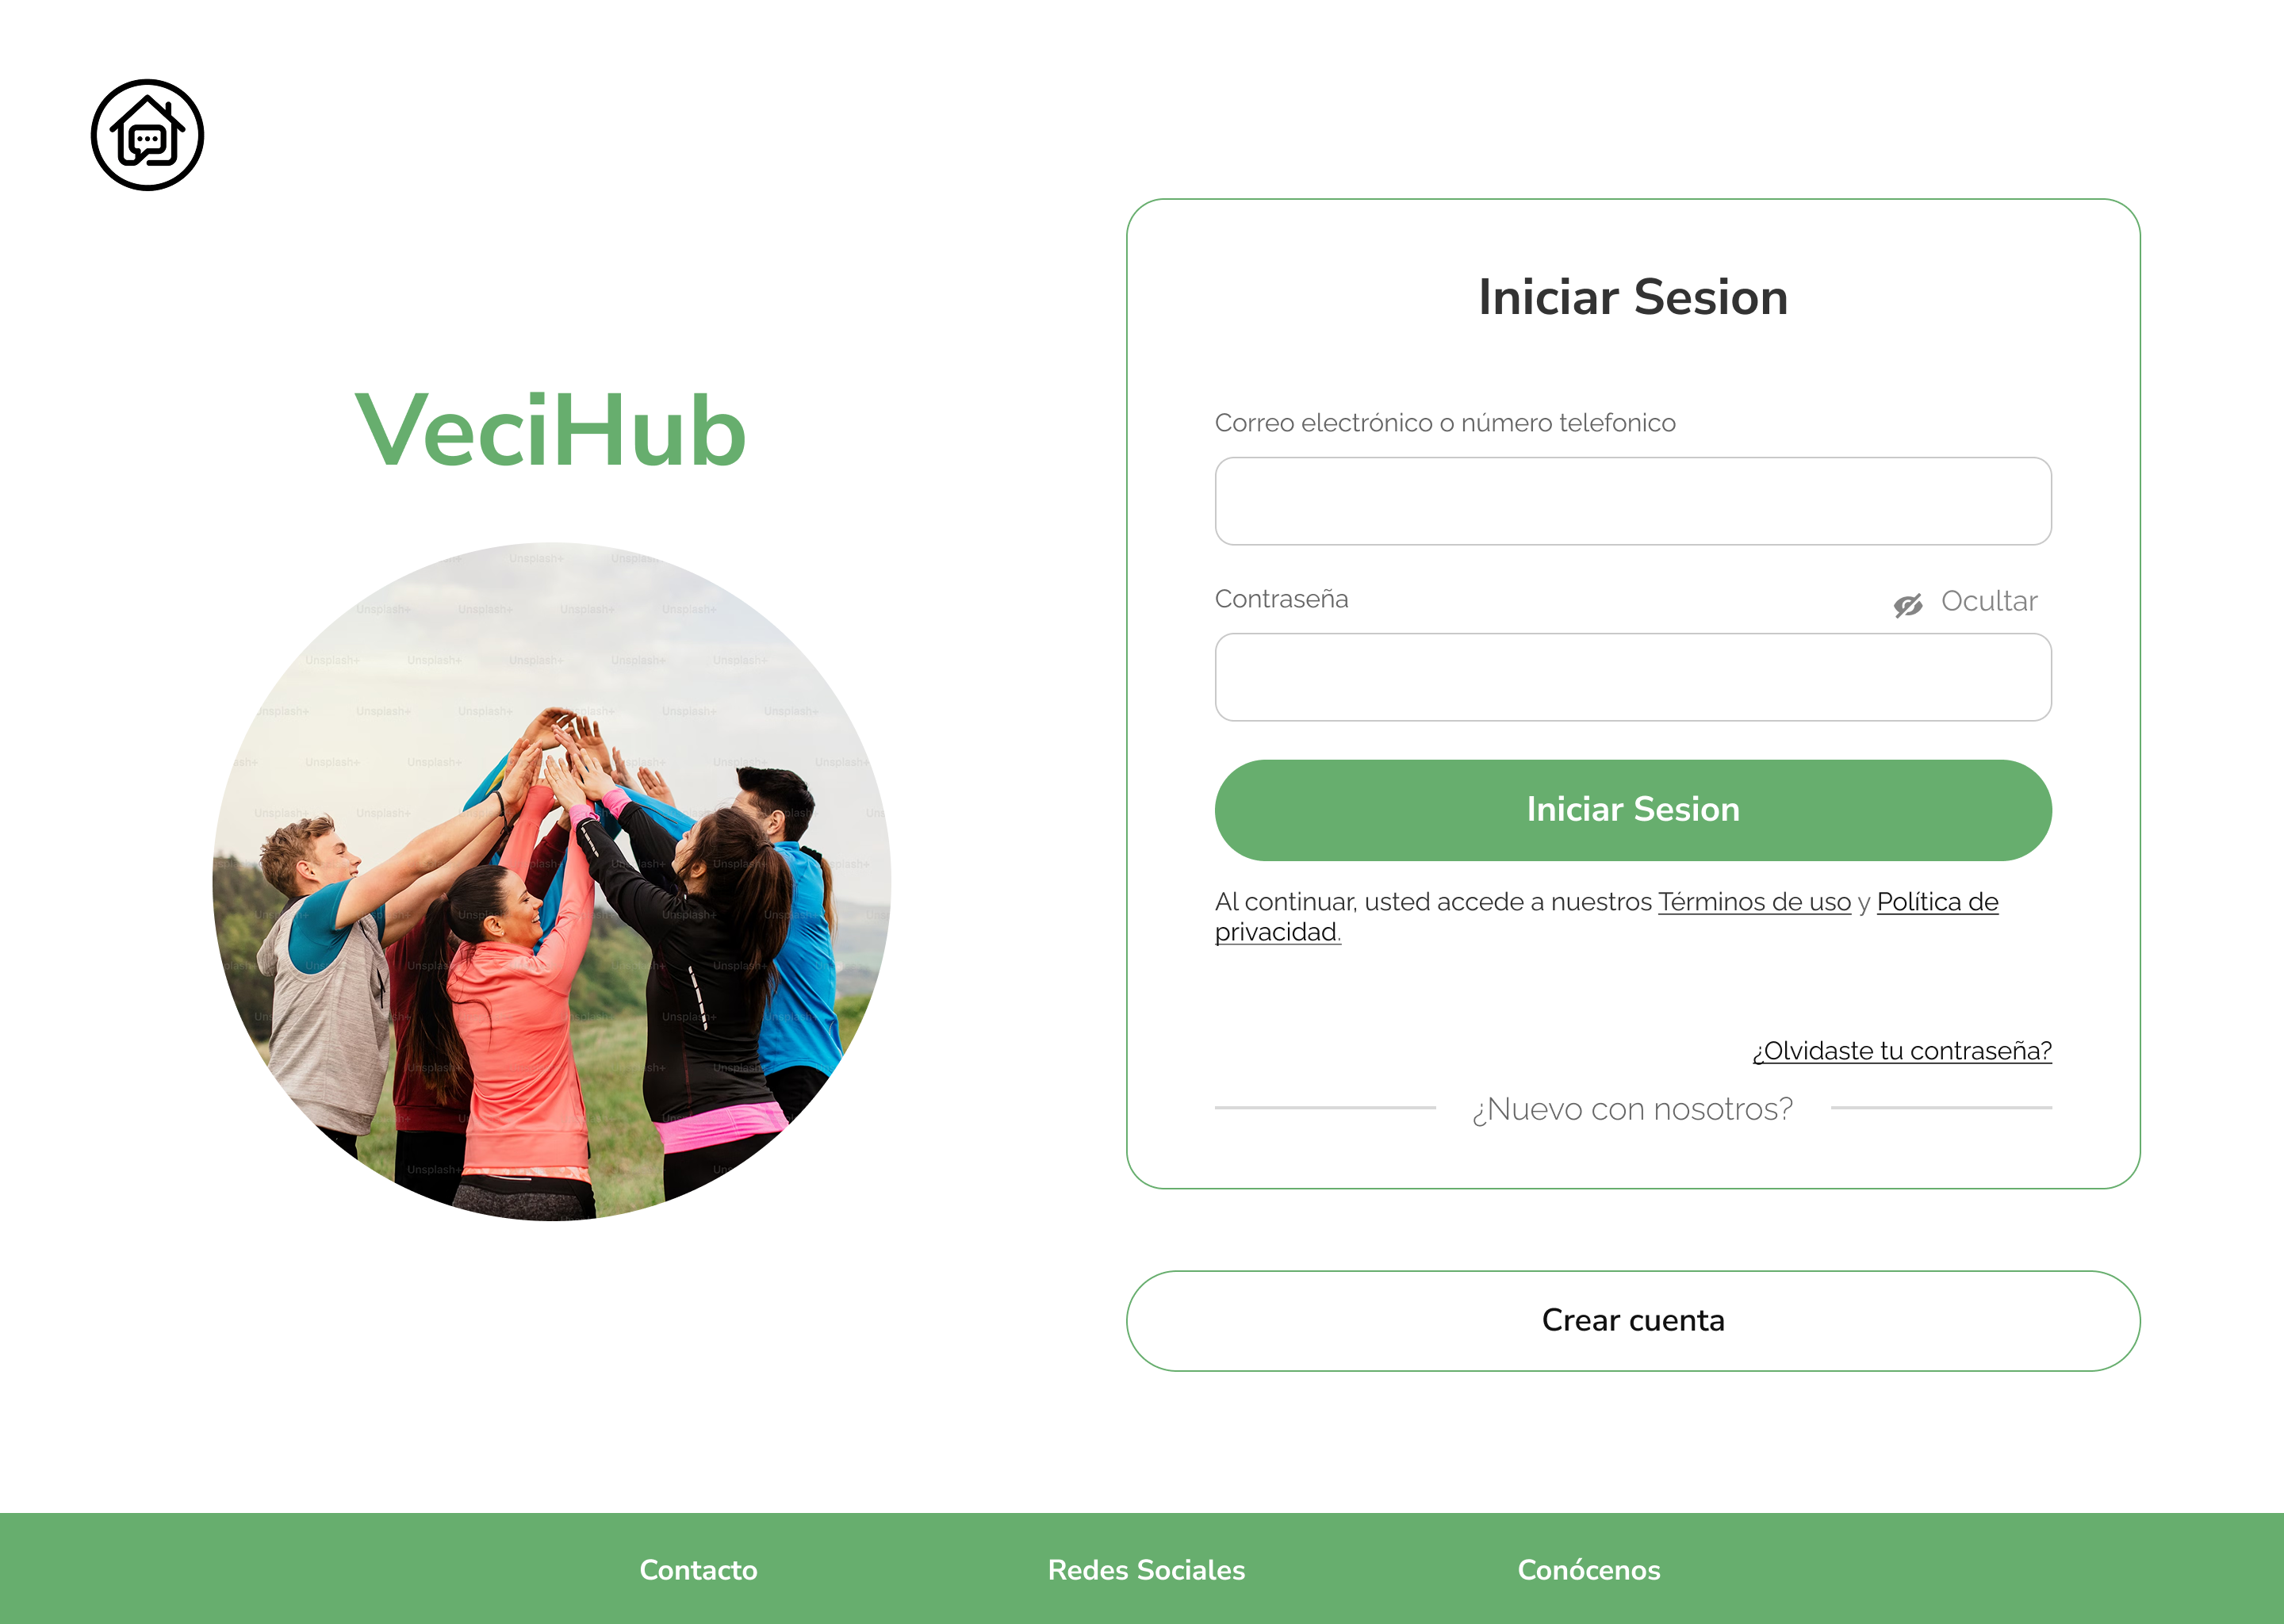 VeciHub
Unsplash+
Iniciar Sesion
Correo electrónico o número telefonico
Contraseña
Ocultar
Iniciar Sesion
Al continuar, usted accede a nuestros Términos de uso y Política de
privacidad.
¿Olvidaste tu contraseña?
¿Nuevo con nosotros?
Crear cuenta
Contacto
Redes Sociales
Conócenos